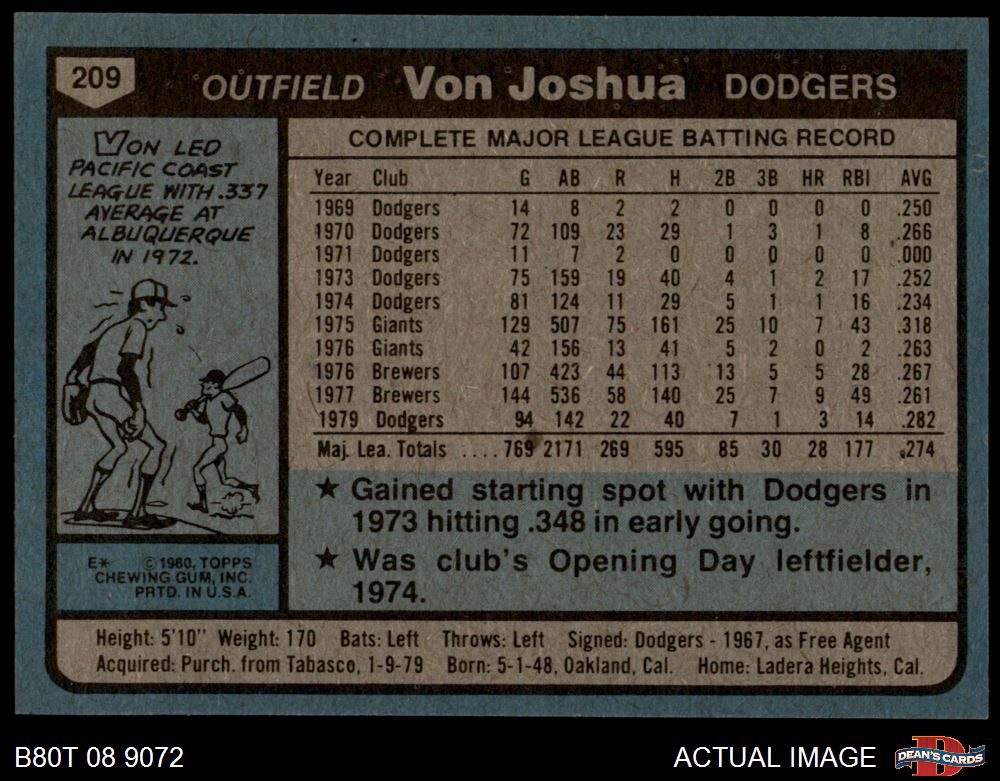 209 OUTFIELD Von Joshua DODGERS
VON LED
PACIFIC COAST
LEAGUE WITH .337
AVERAGE AT
ALBUQUERQUE
IN 1972.
COMPLETE MAJOR LEAGUE BATTING RECORD
Year Club G AB R H 2B 3B HR RBI AVG
1969 Dodgers 14 8 2 2 0 0 0 0 .250
1970 Dodgers 72 109 23 29 1 3 1 8 .266
1971 Dodgers 11 7 2 0 0 0 0 0 .000
1973 Dodgers 75 159 19 40 4 1 2 17 .252
1974 Dodgers 81 124 11 29 5 1 1 16 .234
1975 Giants 129 507 75 161 25 10 7 43 .318
1976 Giants 42 156 13 41 5 2 0 2 .263
1976 Brewers 107 423 44 113 13 5 5 28 .267
1977 Brewers 144 536 58 140 25 7 9 49 .261
1979 Dodgers 94 142 22 40 7 1 3 14 .282
Maj. Lea. Totals ....769 2171 269 595 85 30 28 177 .274
★ Gained starting spot with Dodgers in
1973 hitting .348 in early going.
★ Was club's Opening Day leftfielder,
1974.
E* ©1980, TOPPS
CHEWING GUM, INC.
PRTD. IN U.S.A.
Height: 5'10" Weight: 170 Bats: Left Throws: Left Signed: Dodgers - 1967, as Free Agent
Acquired: Purch. from Tabasco, 1-9-79 Born: 5-1-48, Oakland, Cal. Home: Ladera Heights, Cal.
B80T 08 9072 ACTUAL IMAGE
D
DEAN'S CARDS